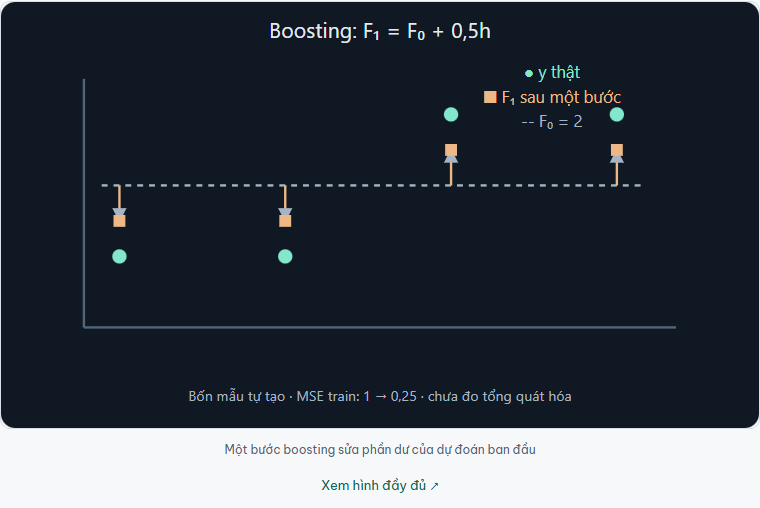 Boosting: F₁ = F₀ + 0,5h
● y thật
■ F₁ sau một bước
-- F₀ = 2
Bốn mẫu tự tạo · MSE train: 1 → 0,25 · chưa đo tổng quát hóa
Một bước boosting sửa phần dư của dự đoán ban đầu
Xem hình đầy đủ ↗